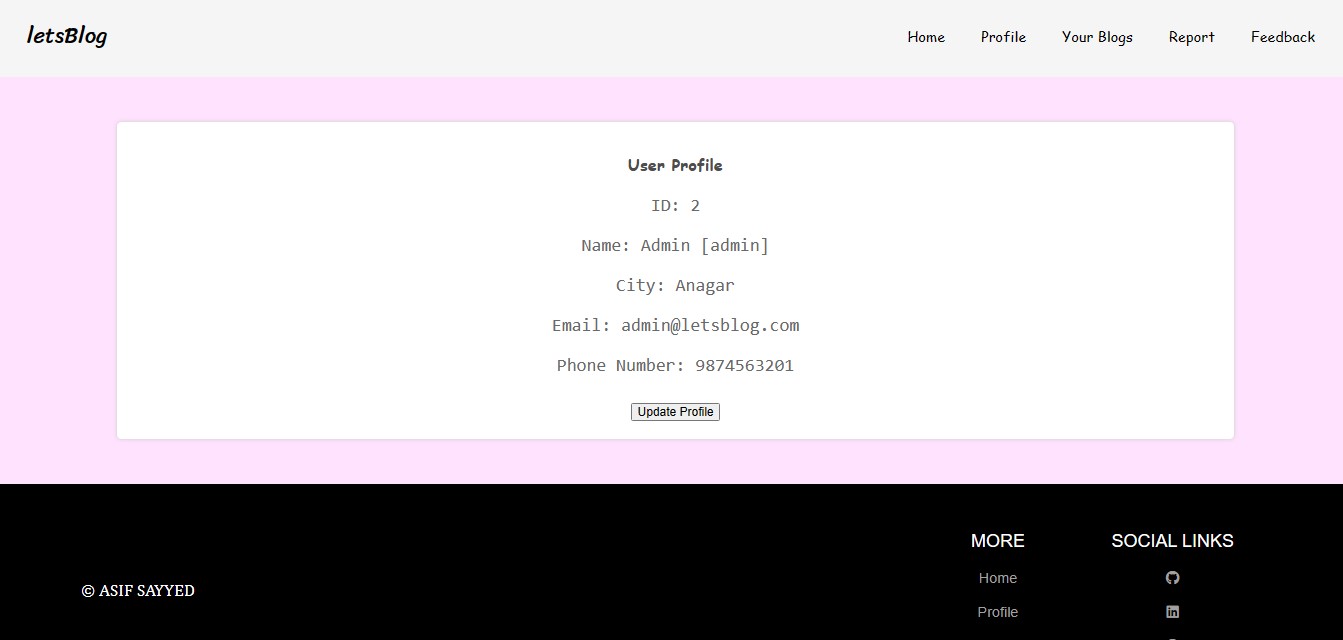 letsBlog
Home Profile Your Blogs Report Feedback
User Profile
ID: 2
Name: Admin [admin]
City: Anagar
Email: admin@letsblog.com
Phone Number: 9874563201
Update Profile
MORE
Home
Profile
SOCIAL LINKS
© ASIF SAYYED